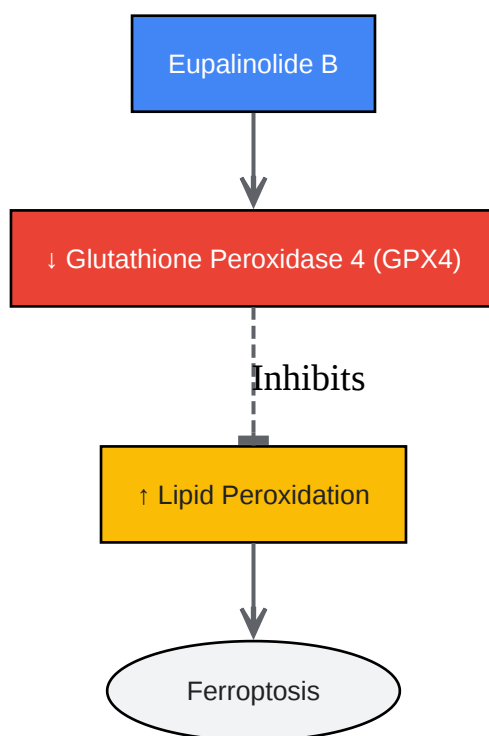 Eupalinolide B
↓ Glutathione Peroxidase 4 (GPX4)
Inhibits
↑ Lipid Peroxidation
Ferroptosis